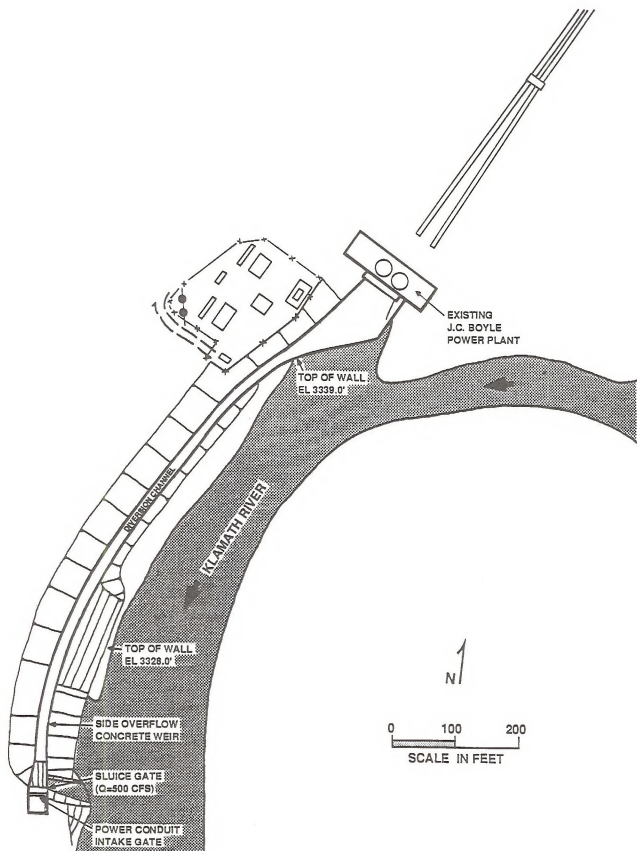 EXISTING
J.C. BOYLE
POWER PLANT
TOP OF WALL
EL 3339.0'
DIVERSION CHANNEL
KLAMATH RIVER
TOP OF WALL
EL 3328.0'
N
SIDE OVERFLOW
CONCRETE WEIR
0 100 200
SCALE IN FEET
SLUICE GATE
(Q=500 CFS)
POWER CONDUIT
INTAKE GATE